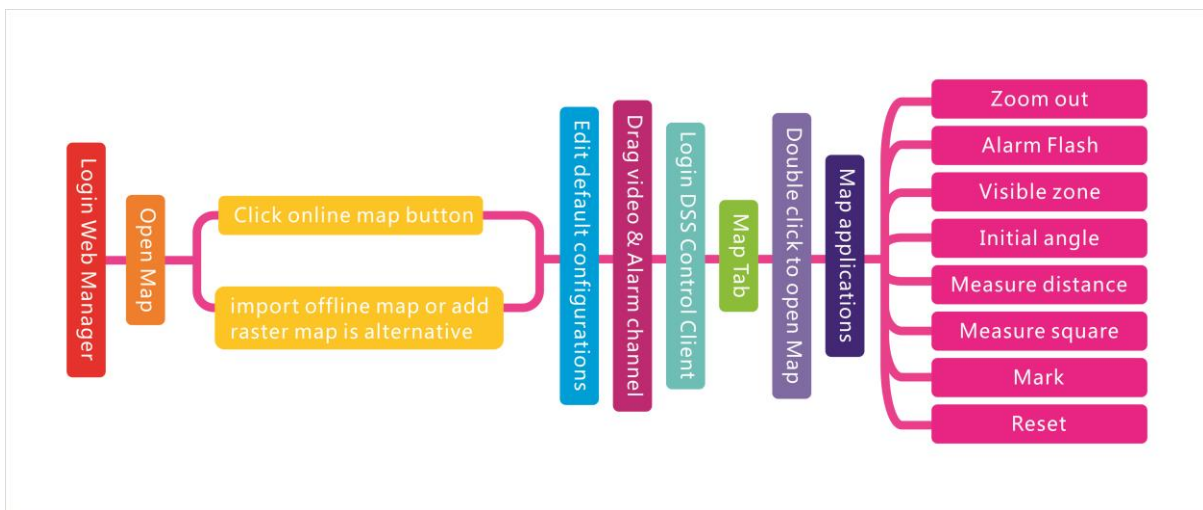 Login Web Manager
Open Map
Click online map button
import offline map or add
raster map is alternative
Edit default configurations
Drag video & Alarm channel
Login DSS Control Client
Map Tab
Double click to open Map
Map applications
Zoom out
Alarm Flash
Visible zone
Initial angle
Measure distance
Measure square
Mark
Reset